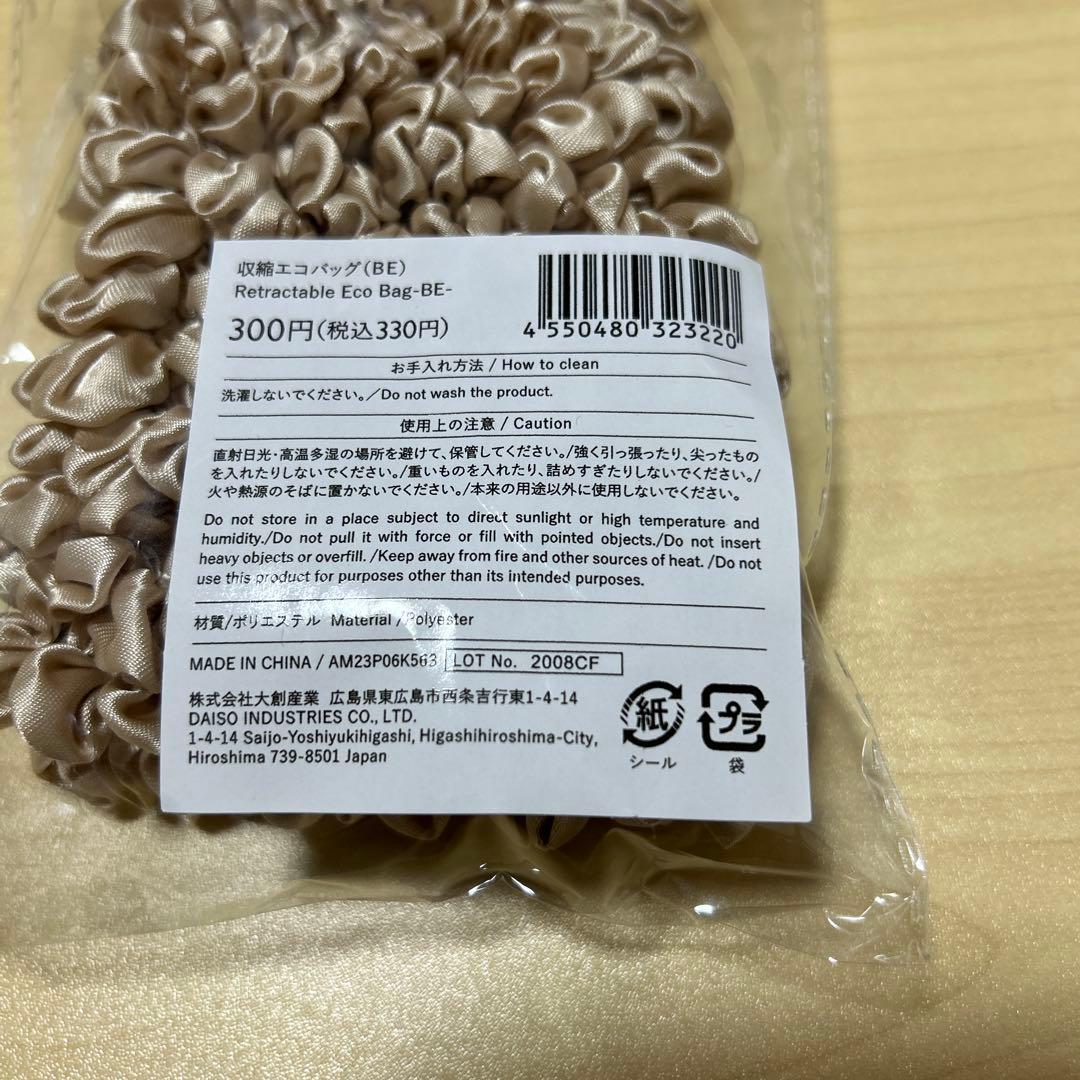 収縮エコバッグ(BE)
Retractable Eco Bag-BE-
300円(税込330円)
4 550480 323220
お手入れ方法 / How to clean
洗濯しないでください。/Do not wash the product.
使用上の注意 / Caution
直射日光・高温多湿の場所を避けて、保管してください。/強く引っ張ったり、尖ったもの
を入れたりしないでください。/重いものを入れたり、詰めすぎたりしないでください。/
火や熱源のそばに置かないでください。/本来の用途以外に使用しないでください。
Do not store in a place subject to direct sunlight or high temperature and
humidity./Do not pull it with force or fill with pointed objects./Do not insert
heavy objects or overfill. /Keep away from fire and other sources of heat. /Do not
use this product for purposes other than its intended purposes.
材質/ポリエステル Material / Polyester
MADE IN CHINA / AM23P06K563 LOT No. 2008CF
株式会社大創産業 広島県東広島市西条吉行東1-4-14
DAISO INDUSTRIES CO., LTD.
1-4-14 Saijo-Yoshiyukihigashi, Higashihiroshima-City,
Hiroshima 739-8501 Japan
紙 プラ
シール 袋